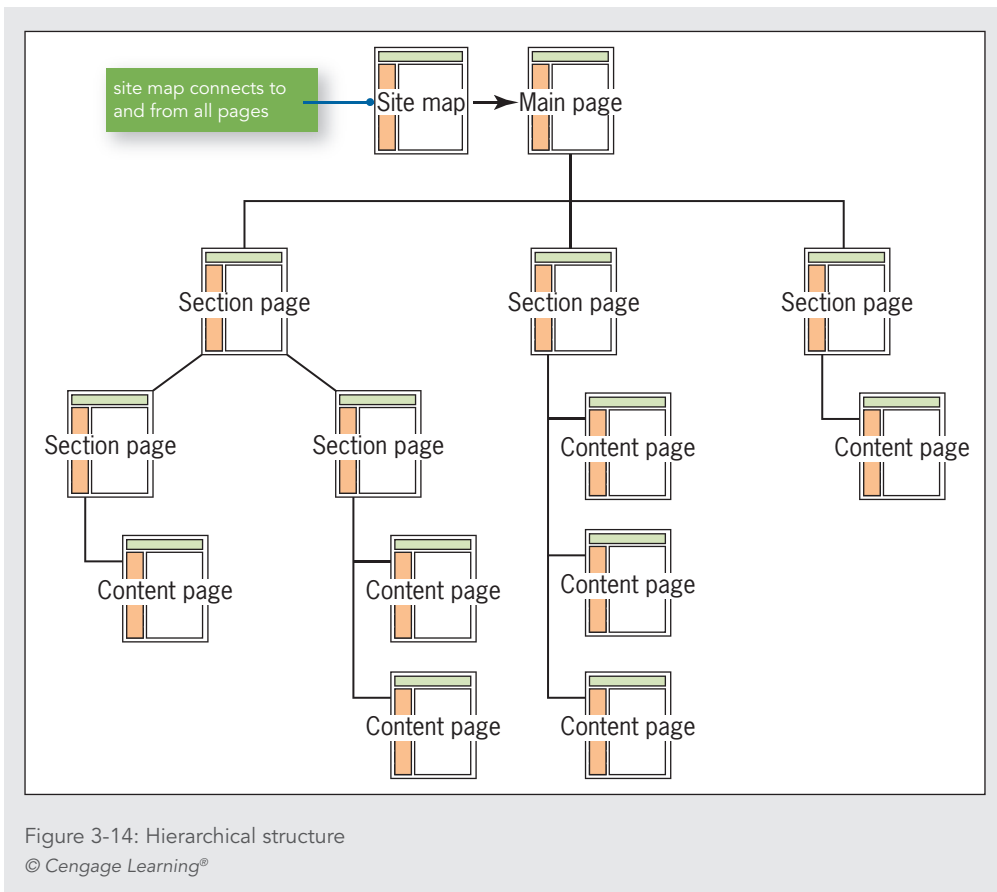 site map connects to
and from all pages
Site map
Main page
Section page
Section page
Section page
Section page
Section page
Content page
Content page
Content page
Content page
Content page
Content page
Content page
Figure 3-14: Hierarchical structure
© Cengage Learning®